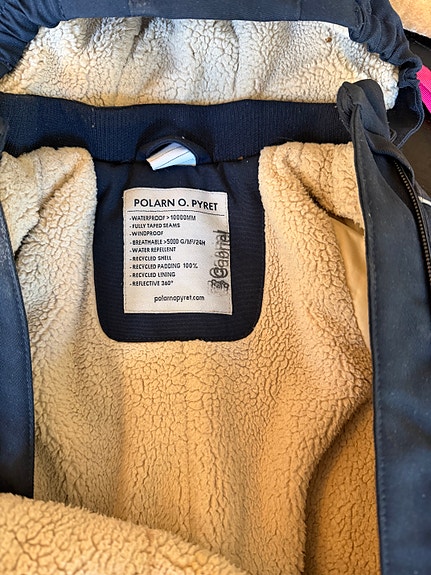 POLARN O. PYRET
- WATERPROOF >10000MM
- FULLY TAPED SEAMS
- WINDPROOF
- BREATHABLE >5000 G/M²/24H
- WATER REPELLENT
- RECYCLED SHELL
- RECYCLED PADDING 100%
- RECYCLED LINING
- REFLECTIVE 360°
polarnopyret.com
Gabriel